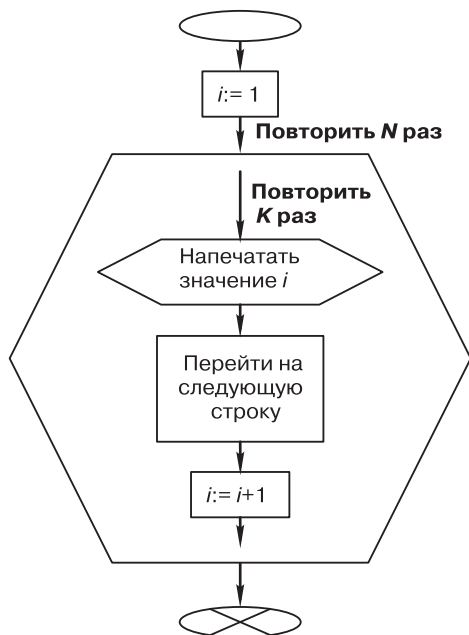 i:= 1
Повторить N раз
Повторить
K раз
Напечатать
значение i
Перейти на
следующую
строку
i:= i+1